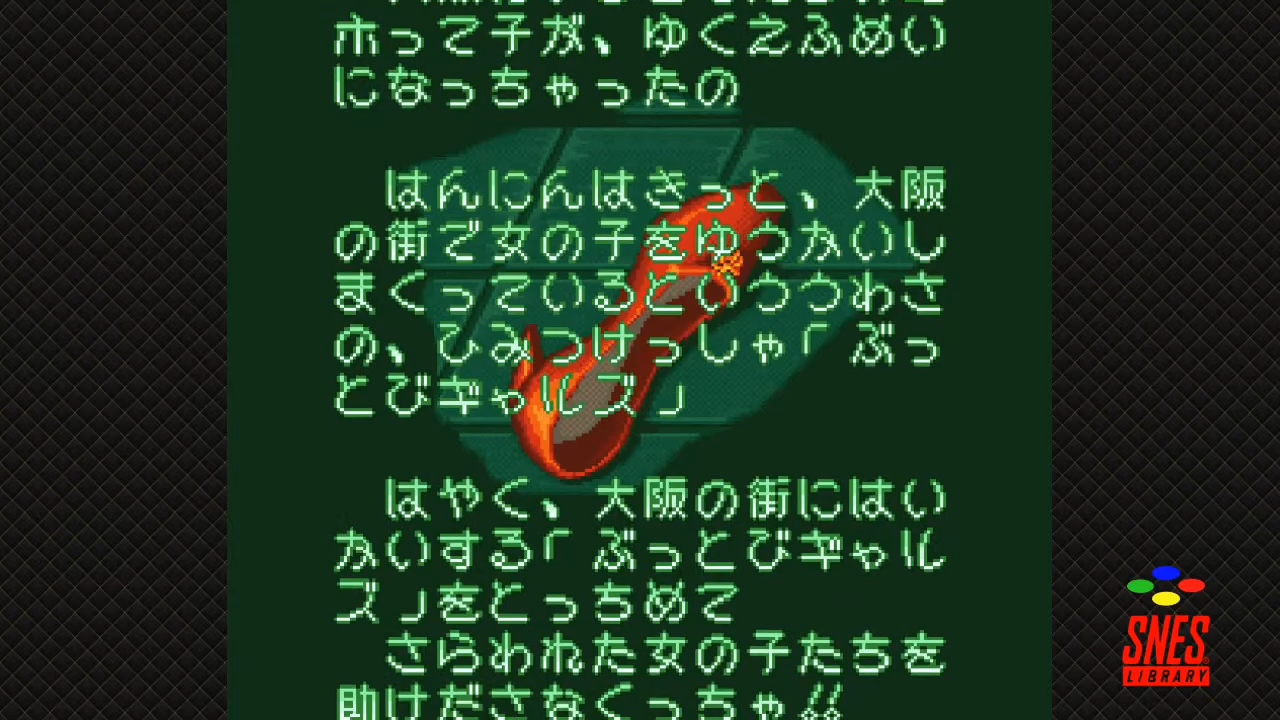 ホって子が、ゆくえふめい
になっちゃったの
はんにんはきっと、大阪
の街で女の子をゆうかいし
まくっているといううわさ
の、ひみつけっしゃ「ぶっ
とびギャルズ」
はやく、大阪の街にはい
かいする「ぶっとびギャル
ズ」をとっちめて
さらわれた女の子たちを
助けださなくっちゃ!!
SNES
LIBRARY